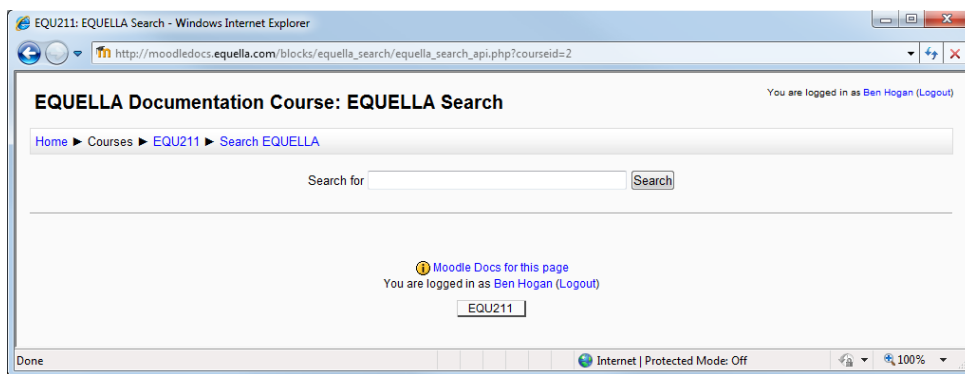 EQU211: EQUELLA Search - Windows Internet Explorer
http://moodledocs.equella.com/blocks/equella_search/equella_search_api.php?courseid=2
EQUELLA Documentation Course: EQUELLA Search
You are logged in as Ben Hogan (Logout)
Home ► Courses ► EQU211 ► Search EQUELLA
Search for Search
Moodle Docs for this page
You are logged in as Ben Hogan (Logout)
EQU211
Done Internet | Protected Mode: Off 100%